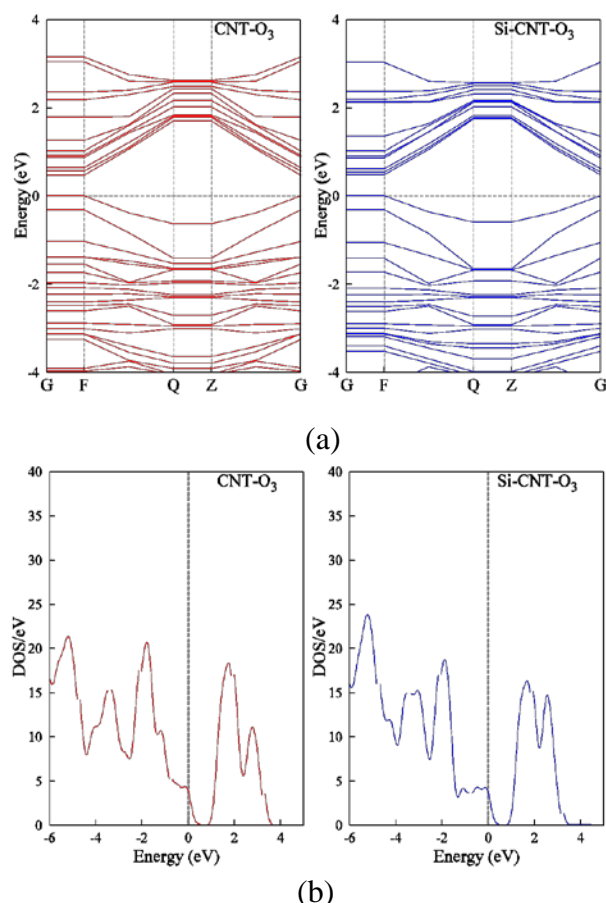 CNT-O₃
Si-CNT-O₃
4
2
0
-2
-4
Energy (eV)
G F Q Z G
4
2
0
-2
-4
Energy (eV)
G F Q Z G
(a)
CNT-O₃
Si-CNT-O₃
40
35
30
25
20
15
10
5
0
DOS/eV
-6 -4 -2 0 2 4
Energy (eV)
40
35
30
25
20
15
10
5
0
DOS/eV
-6 -4 -2 0 2 4
Energy (eV)
(b)